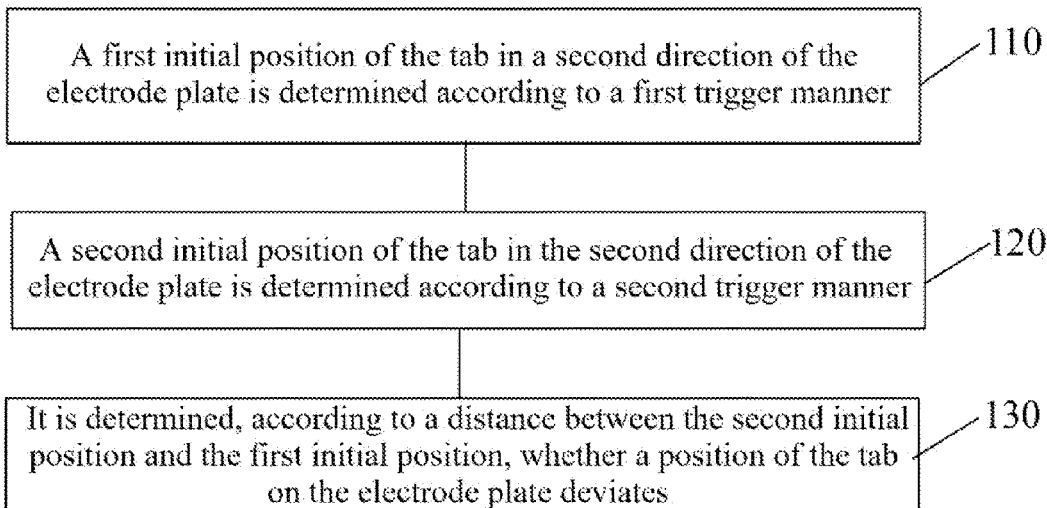 A first initial position of the tab in a second direction of the
electrode plate is determined according to a first trigger manner
110
A second initial position of the tab in the second direction of the
electrode plate is determined according to a second trigger manner
120
It is determined, according to a distance between the second initial
position and the first initial position, whether a position of the tab
on the electrode plate deviates
130